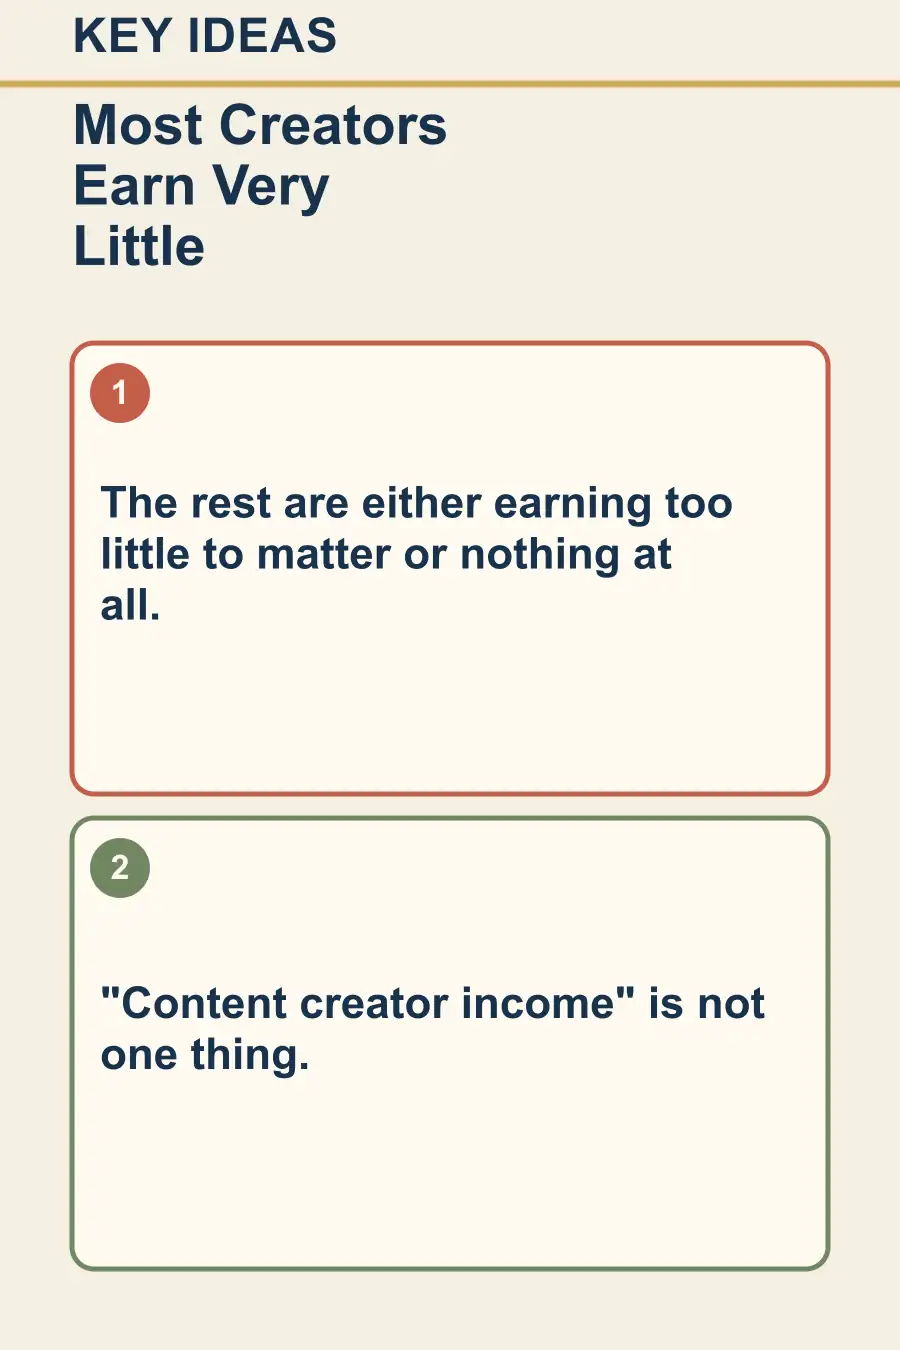 KEY IDEAS
Most Creators
Earn Very
Little
1
The rest are either earning too
little to matter or nothing at
all.
2
"Content creator income" is not
one thing.